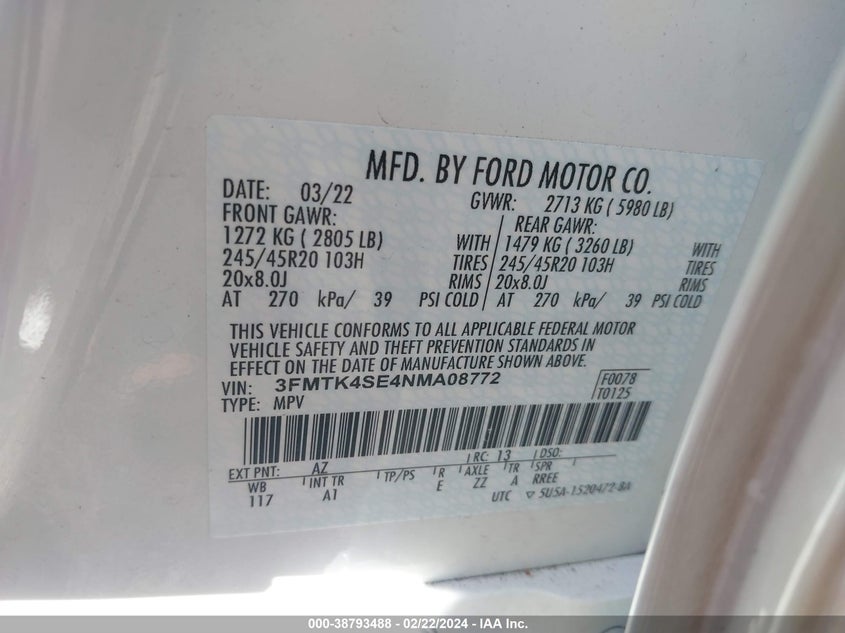 MFD. BY FORD MOTOR CO.
DATE: 03/22 GVWR: 2713 KG ( 5980 LB)
FRONT GAWR: REAR GAWR:
1272 KG ( 2805 LB) WITH 1479 KG ( 3260 LB) WITH
245/45R20 103H TIRES 245/45R20 103H TIRES
20x8.0J RIMS 20x8.0J RIMS
AT 270 kPa/ 39 PSI COLD AT 270 kPa/ 39 PSI COLD
THIS VEHICLE CONFORMS TO ALL APPLICABLE FEDERAL MOTOR
VEHICLE SAFETY AND THEFT PREVENTION STANDARDS IN
EFFECT ON THE DATE OF MANUFACTURE SHOWN ABOVE.
VIN: 3FMTK4SE4NMA08772 F0078
TYPE: MPV T0125
EXT PNT: AZ RC: 13 DSO:
WB INT TR TP/PS R AXLE TR SPR
117 A1 E ZZ A RREE
UTC ▽ 5U5A-1520472-BA
000-38793488 - 02/22/2024 - IAA Inc.